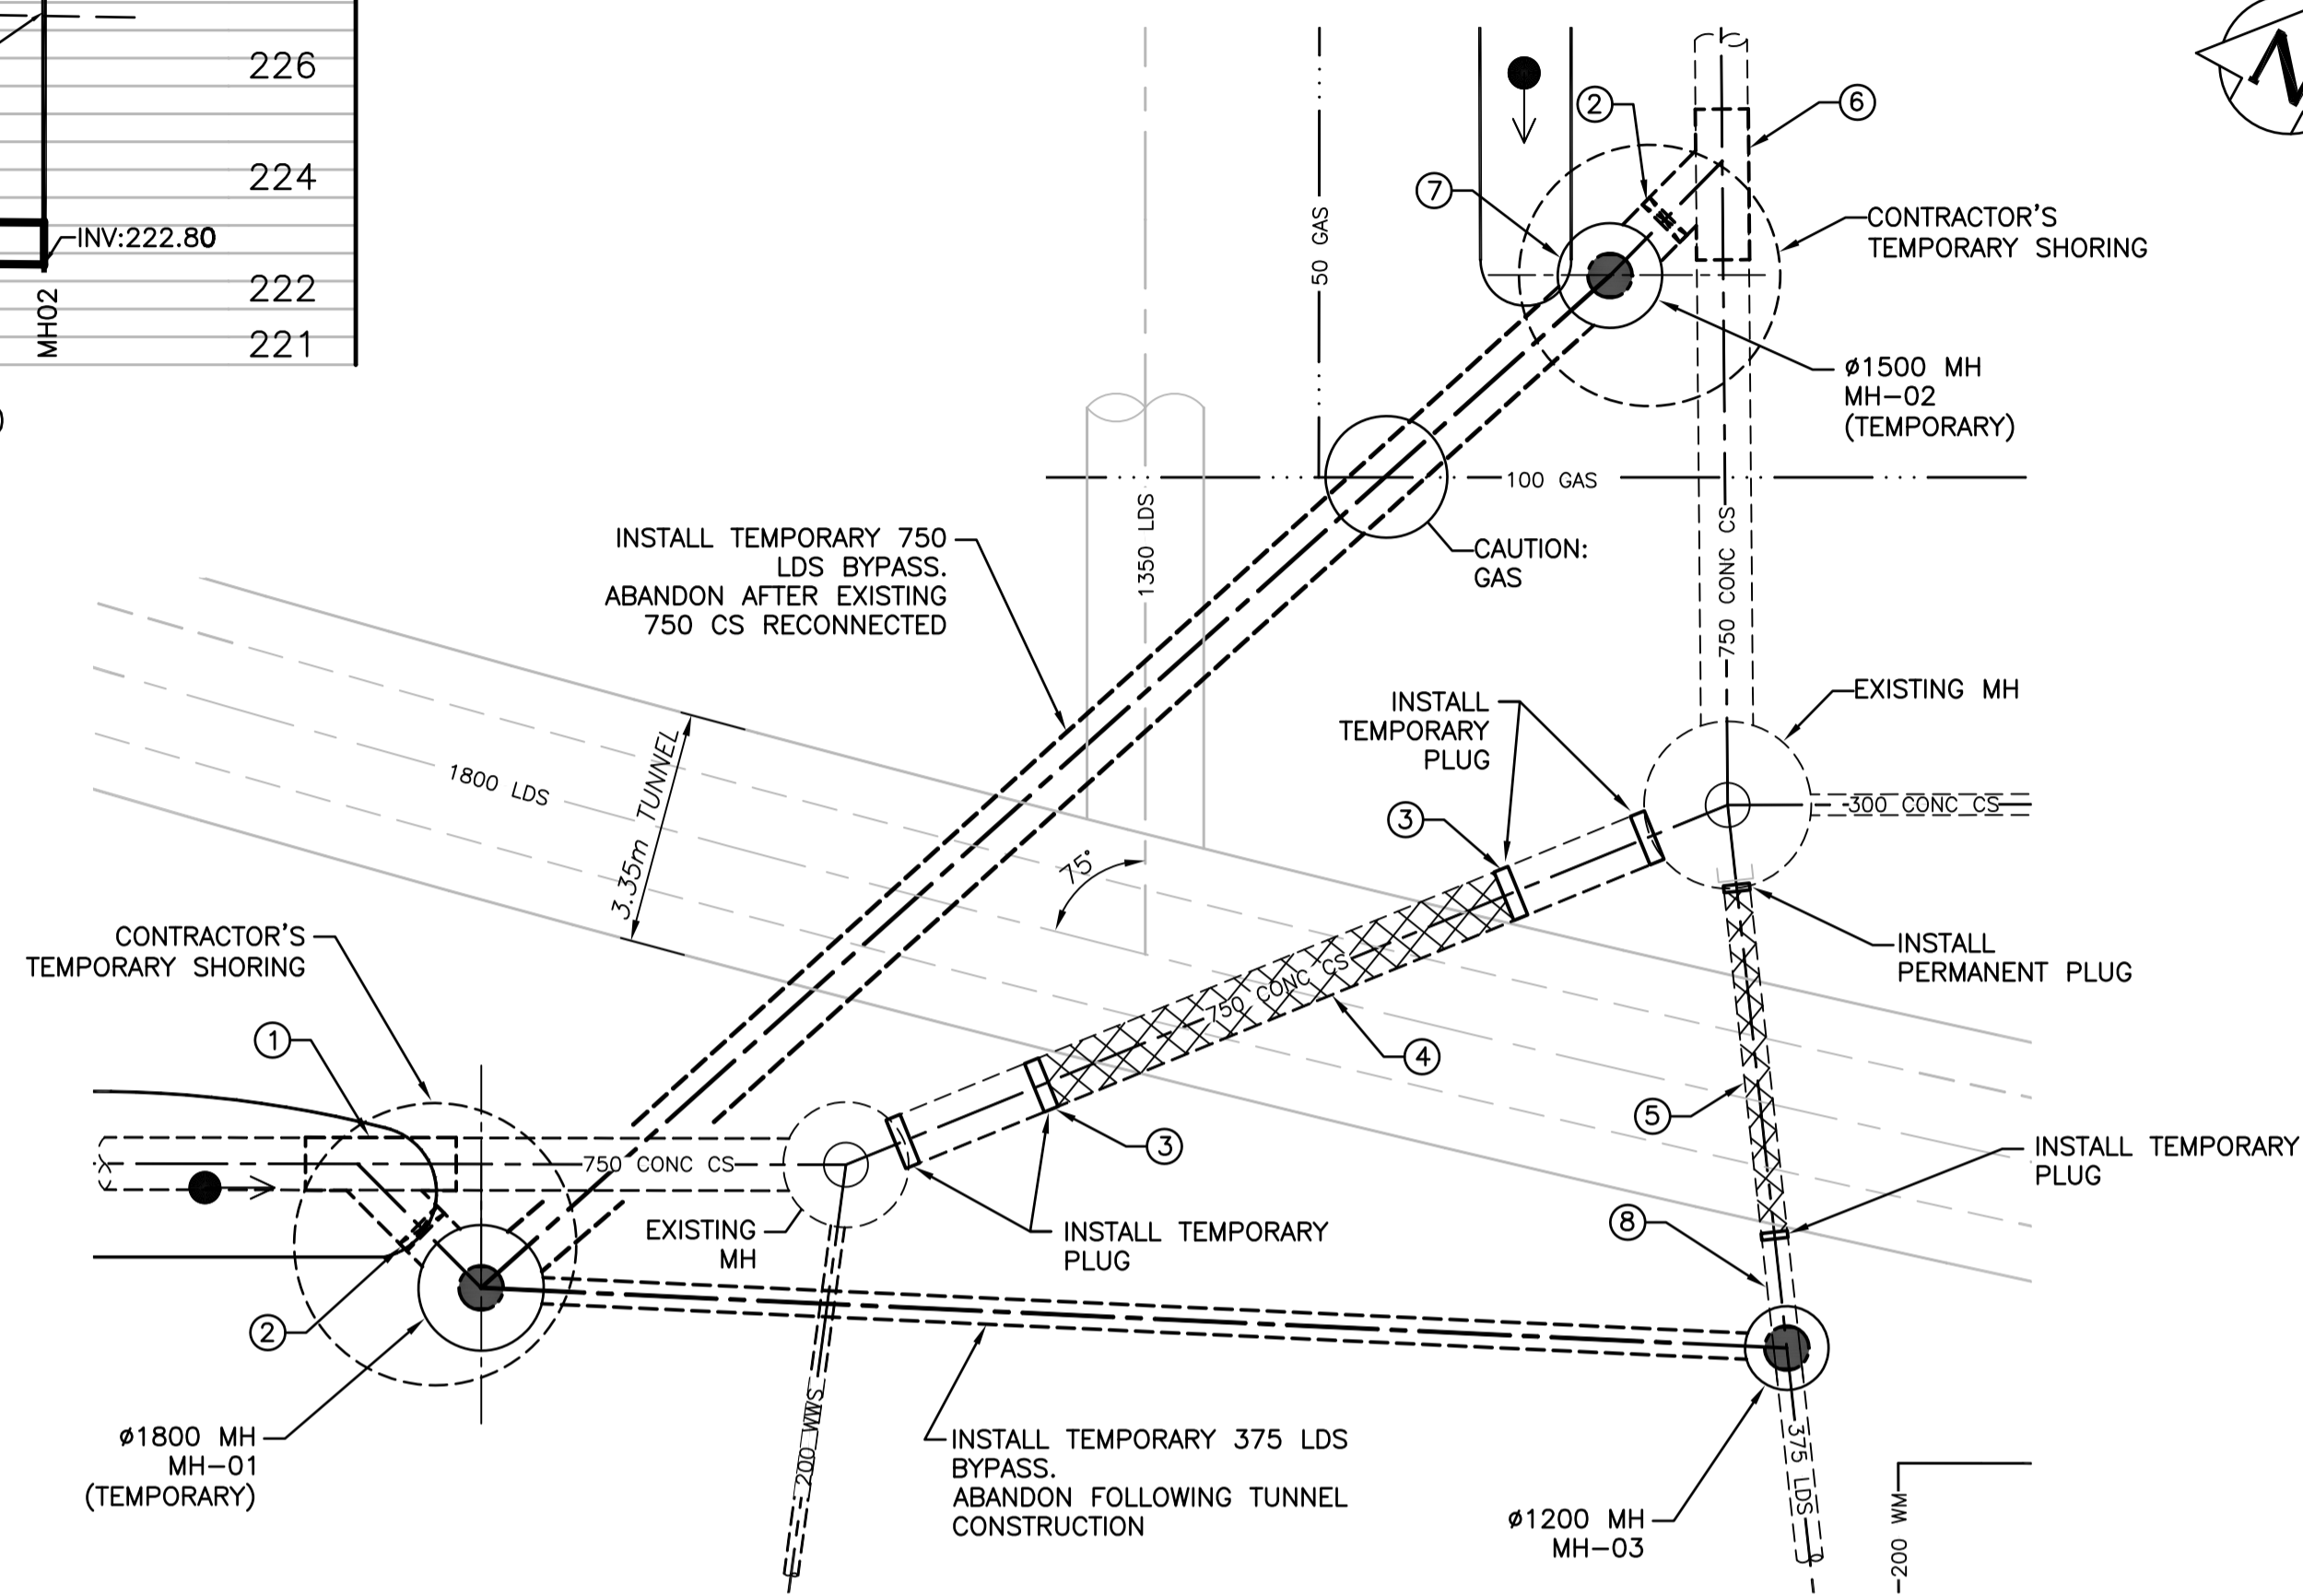 226
224
INV:222.80
222
221
MH02
N
2
6
7
CONTRACTOR'S
TEMPORARY SHORING
50 GAS
ø1500 MH
MH-02
(TEMPORARY)
100 GAS
1350 LDS
CAUTION:
GAS
750 CONC CS
INSTALL TEMPORARY 750
LDS BYPASS.
ABANDON AFTER EXISTING
750 CS RECONNECTED
EXISTING MH
INSTALL
TEMPORARY
PLUG
1800 LDS
3.35m TUNNEL
300 CONC CS
3
75°
CONTRACTOR'S
TEMPORARY SHORING
INSTALL
PERMANENT PLUG
750 CONC CS
1
4
5
3
INSTALL TEMPORARY
PLUG
750 CONC CS
EXISTING
MH
INSTALL TEMPORARY
PLUG
8
2
ø1800 MH
MH-01
(TEMPORARY)
200 WWS
INSTALL TEMPORARY 375 LDS
BYPASS.
ABANDON FOLLOWING TUNNEL
CONSTRUCTION
375 LDS
ø1200 MH
MH-03
200 WM